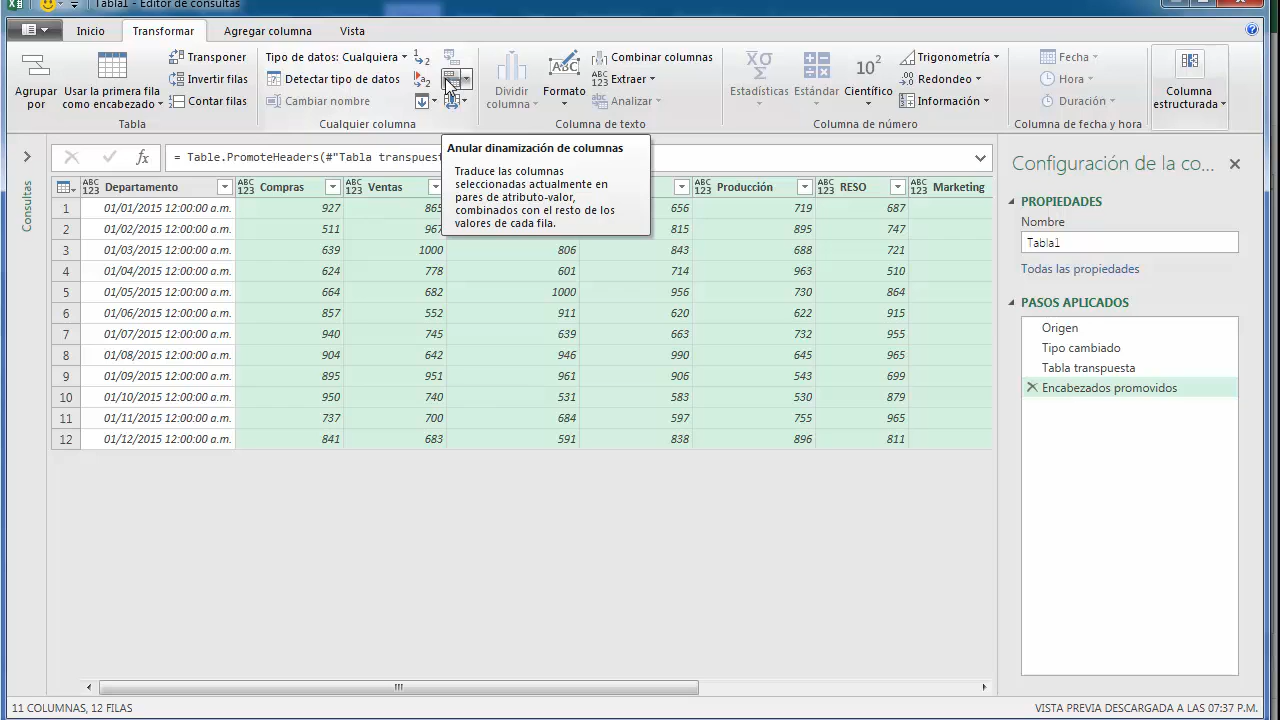 Tabla1 - Editor de consultas
Inicio
Transformar
Agregar columna
Vista
Agrupar por
Usar la primera fila como encabezado
Transponer
Invertir filas
Contar filas
Tabla
Tipo de datos: Cualquiera
Detectar tipo de datos
Cambiar nombre
Cualquier columna
Dividir columna
Formato
Combinar columnas
Extraer
Analizar
Columna de texto
Estadísticas
Estándar
Científico
Trigonometría
Redondeo
Información
Columna de número
Fecha
Hora
Duración
Columna de fecha y hora
Columna estructurada
= Table.PromoteHeaders(#"Tabla transpuest
Anular dinamización de columnas
Traduce las columnas
seleccionadas actualmente en
pares de atributo-valor,
combinados con el resto de los
valores de cada fila.
Consultas
Departamento Compras Ventas Producción RESO Marketing
1 01/01/2015 12:00:00 a.m. 927 865 656 719 687
2 01/02/2015 12:00:00 a.m. 511 967 815 895 747
3 01/03/2015 12:00:00 a.m. 639 1000 806 843 688 721
4 01/04/2015 12:00:00 a.m. 624 778 601 714 963 510
5 01/05/2015 12:00:00 a.m. 664 682 1000 956 730 864
6 01/06/2015 12:00:00 a.m. 857 552 911 620 622 915
7 01/07/2015 12:00:00 a.m. 940 745 639 663 732 955
8 01/08/2015 12:00:00 a.m. 904 642 946 990 645 965
9 01/09/2015 12:00:00 a.m. 895 951 961 906 543 699
10 01/10/2015 12:00:00 a.m. 950 740 531 583 530 879
11 01/11/2015 12:00:00 a.m. 737 700 684 597 755 965
12 01/12/2015 12:00:00 a.m. 841 683 591 838 896 811
Configuración de la co...
PROPIEDADES
Nombre
Tabla1
Todas las propiedades
PASOS APLICADOS
Origen
Tipo cambiado
Tabla transpuesta
Encabezados promovidos
11 COLUMNAS, 12 FILAS
VISTA PREVIA DESCARGADA A LAS 07:37 P.M.